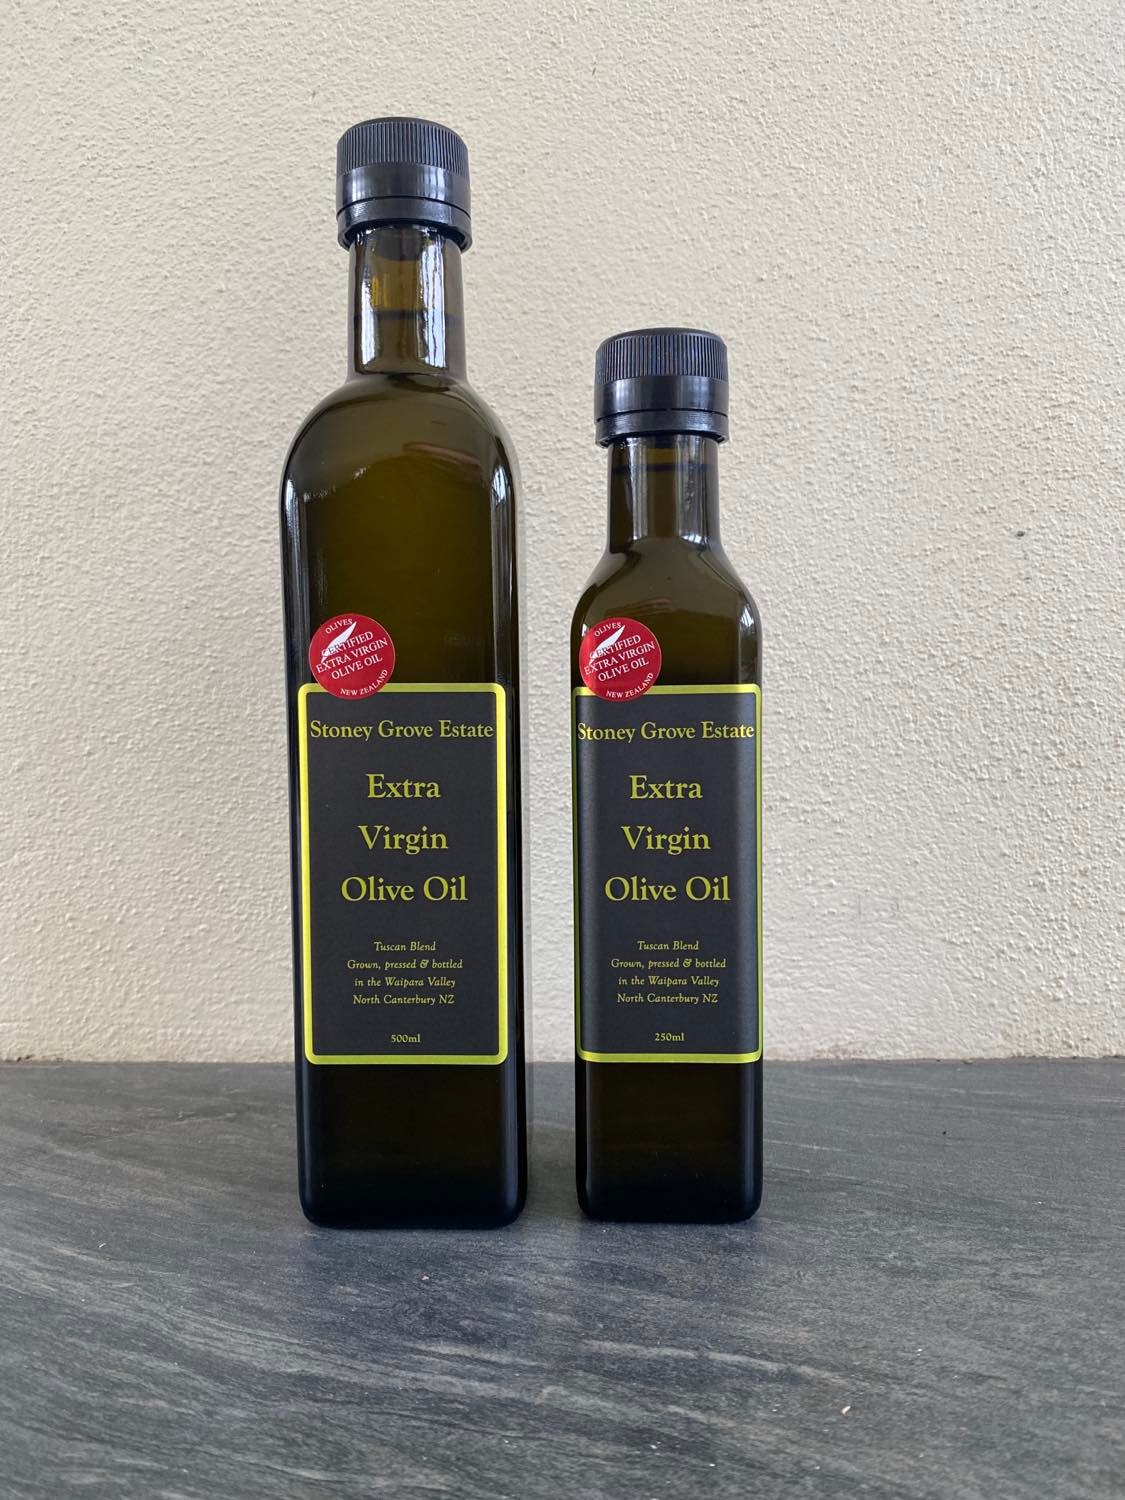 OLIVES
CERTIFIED
EXTRA VIRGIN
OLIVE OIL
NEW ZEALAND
Stoney Grove Estate
Extra
Virgin
Olive Oil
Tuscan Blend
Grown, pressed & bottled
in the Waipara Valley
North Canterbury NZ
500ml
OLIVES
CERTIFIED
EXTRA VIRGIN
OLIVE OIL
NEW ZEALAND
Stoney Grove Estate
Extra
Virgin
Olive Oil
Tuscan Blend
Grown, pressed & bottled
in the Waipara Valley
North Canterbury NZ
250ml